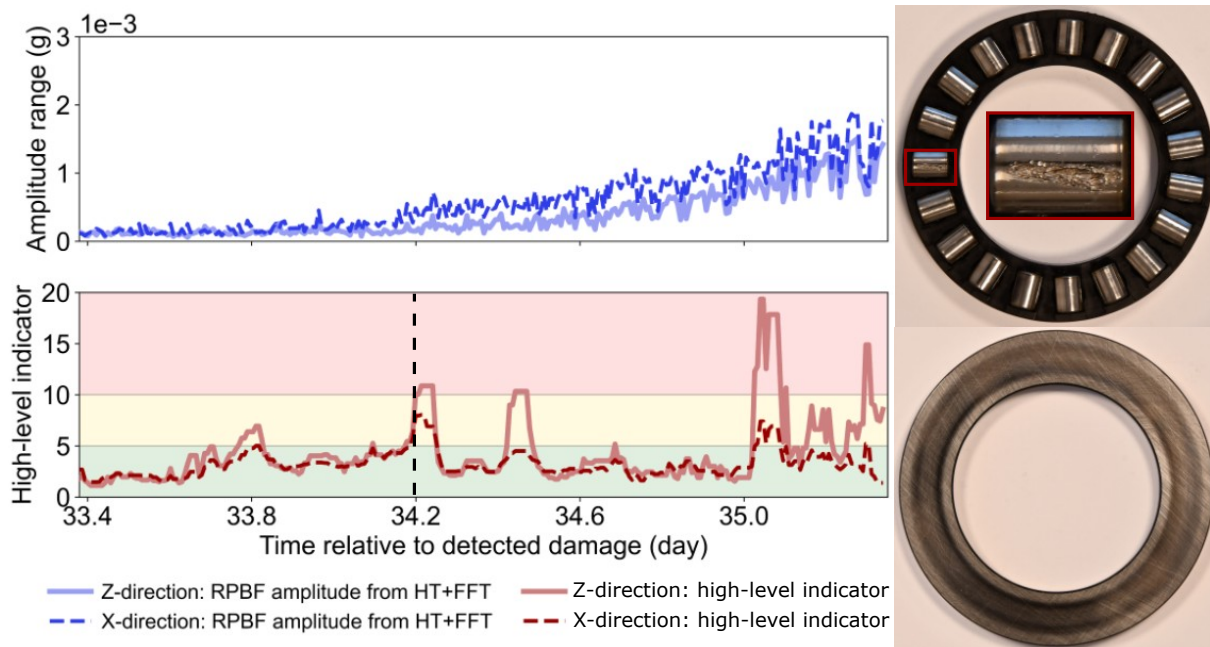 1e−3
3
2
1
0
Amplitude range (g)
20
15
10
5
0
High-level indicator
33.4 33.8 34.2 34.6 35.0
Time relative to detected damage (day)
Z-direction: RPBF amplitude from HT+FFT
X-direction: RPBF amplitude from HT+FFT
Z-direction: high-level indicator
X-direction: high-level indicator